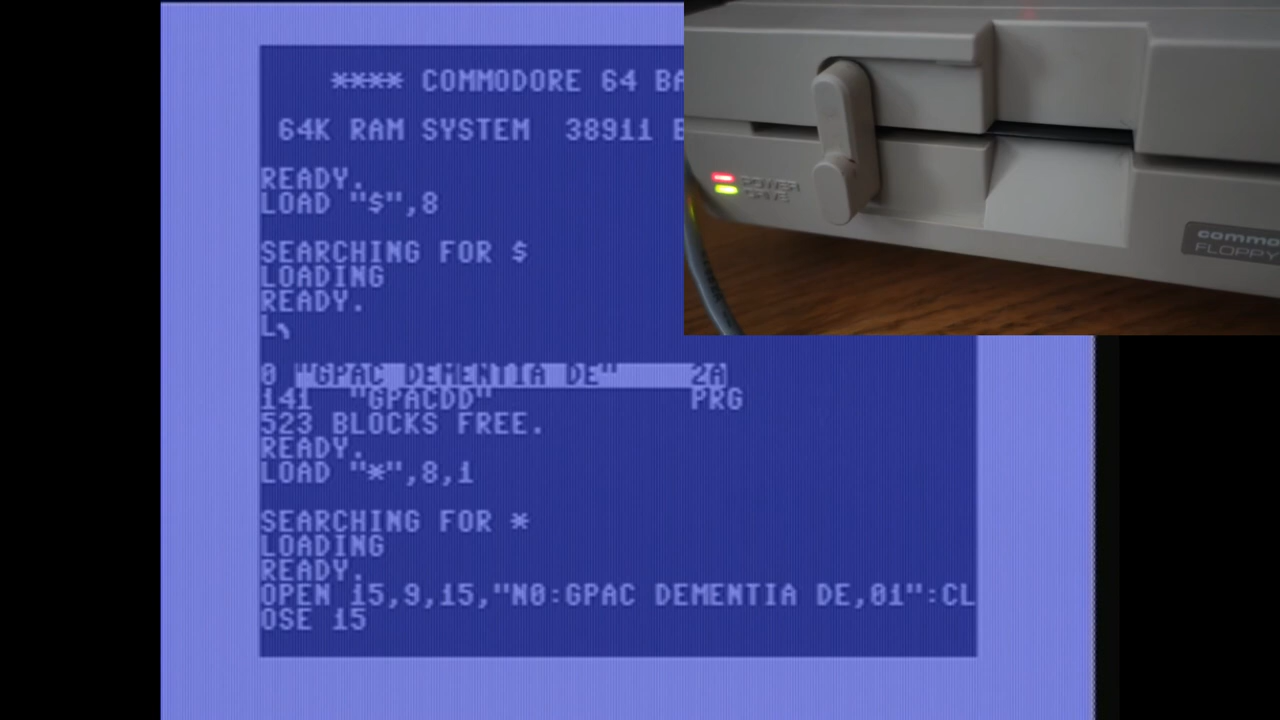 **** COMMODORE 64 BA
64K RAM SYSTEM 38911 B
READY.
LOAD "$",8
SEARCHING FOR $
LOADING
READY.
L┐
0 "GPAC DEMENTIA DE" 2A
141 "GPACDD" PRG
523 BLOCKS FREE.
READY.
LOAD "*",8,1
SEARCHING FOR *
LOADING
READY.
OPEN 15,9,15,"N0:GPAC DEMENTIA DE,01":CL
OSE 15
POWER
DRIVE
commo
FLOPPY